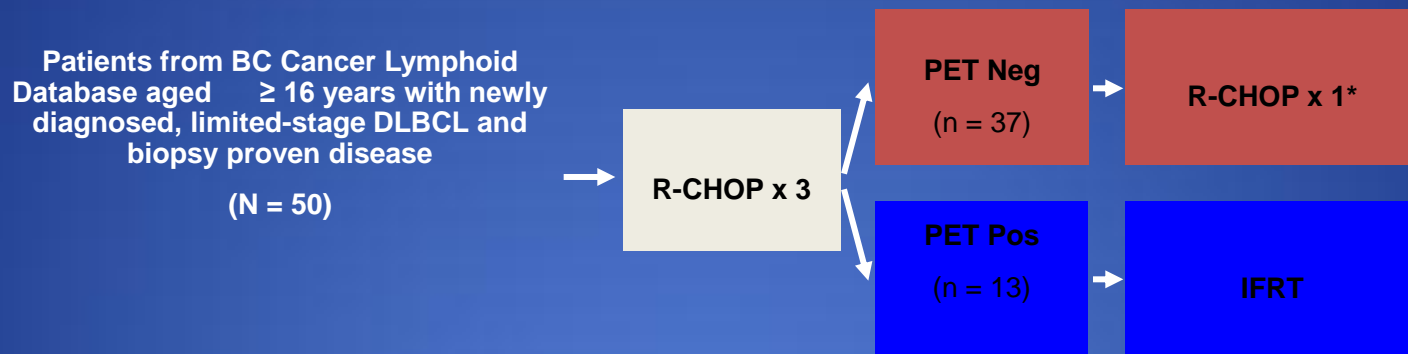 Patients from BC Cancer Lymphoid
Database aged ≥ 16 years with newly
diagnosed, limited-stage DLBCL and
biopsy proven disease
(N = 50)
R-CHOP x 3
PET Neg
(n = 37)
R-CHOP x 1*
PET Pos
(n = 13)
IFRT